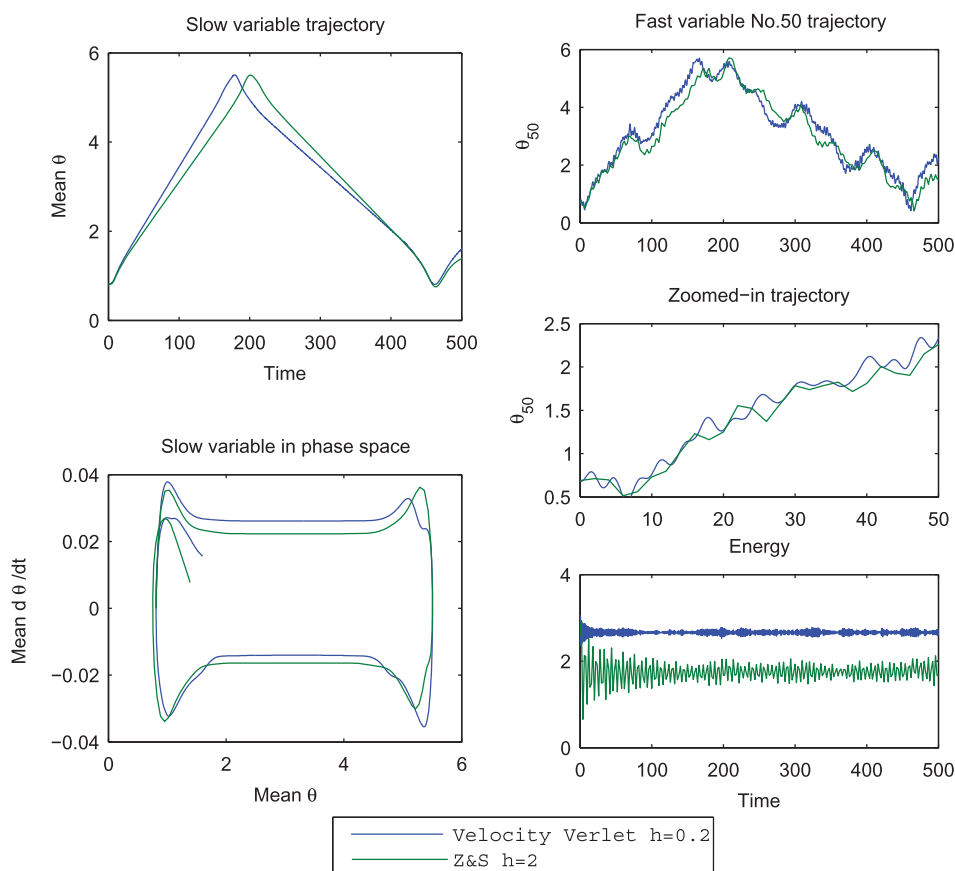 Slow variable trajectory
6
4
2
0
Mean θ
0 100 200 300 400 500
Time
Fast variable No.50 trajectory
6
4
2
0
θ50
0 100 200 300 400 500
Zoomed−in trajectory
2.5
2
1.5
1
0.5
θ50
0 10 20 30 40 50
Slow variable in phase space
0.04
0.02
0
−0.02
−0.04
Mean d θ /dt
0 2 4 6
Mean θ
Energy
4
2
0
0 100 200 300 400 500
Time
Velocity Verlet h=0.2
Z&S h=2